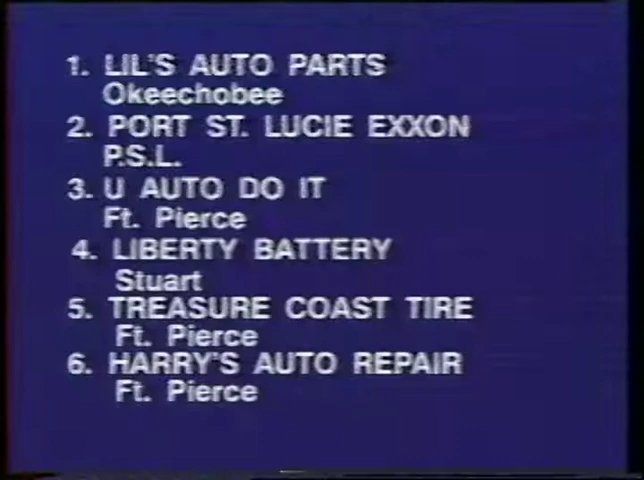 1. LIL'S AUTO PARTS
Okeechobee
2. PORT ST. LUCIE EXXON
P.S.L.
3. U AUTO DO IT
Ft. Pierce
4. LIBERTY BATTERY
Stuart
5. TREASURE COAST TIRE
Ft. Pierce
6. HARRY'S AUTO REPAIR
Ft. Pierce